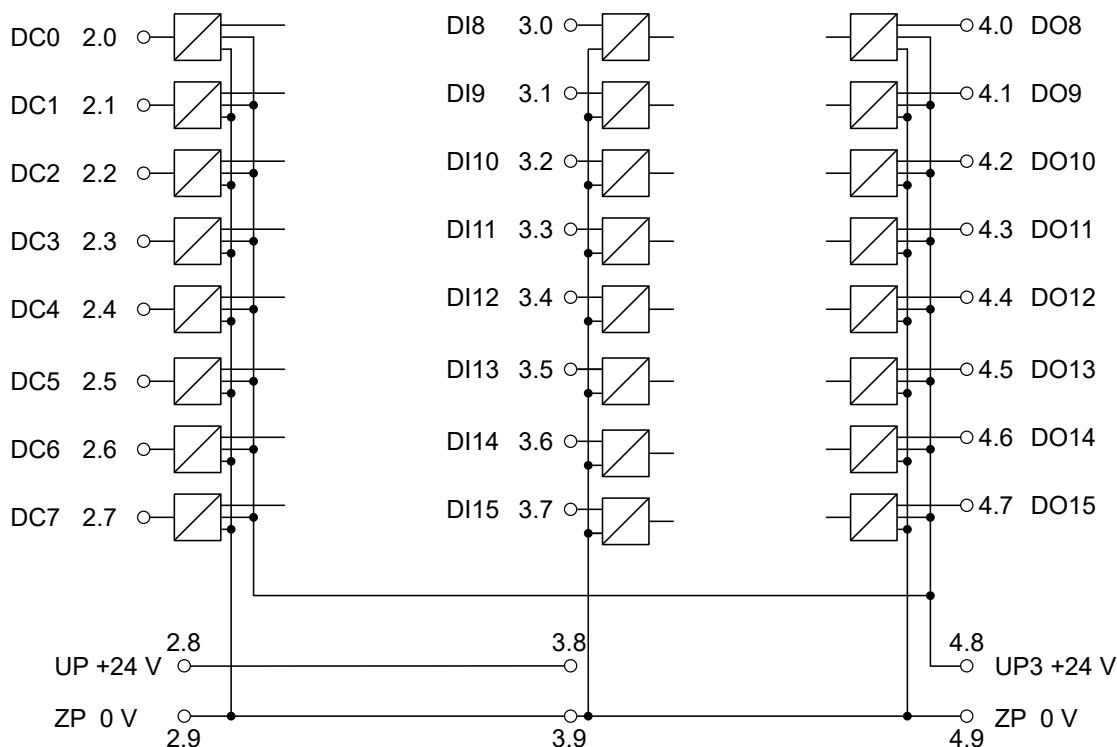 DC0 2.0
DC1 2.1
DC2 2.2
DC3 2.3
DC4 2.4
DC5 2.5
DC6 2.6
DC7 2.7
DI8 3.0
DI9 3.1
DI10 3.2
DI11 3.3
DI12 3.4
DI13 3.5
DI14 3.6
DI15 3.7
4.0 DO8
4.1 DO9
4.2 DO10
4.3 DO11
4.4 DO12
4.5 DO13
4.6 DO14
4.7 DO15
2.8 3.8 4.8
UP +24 V UP3 +24 V
ZP 0 V ZP 0 V
2.9 3.9 4.9